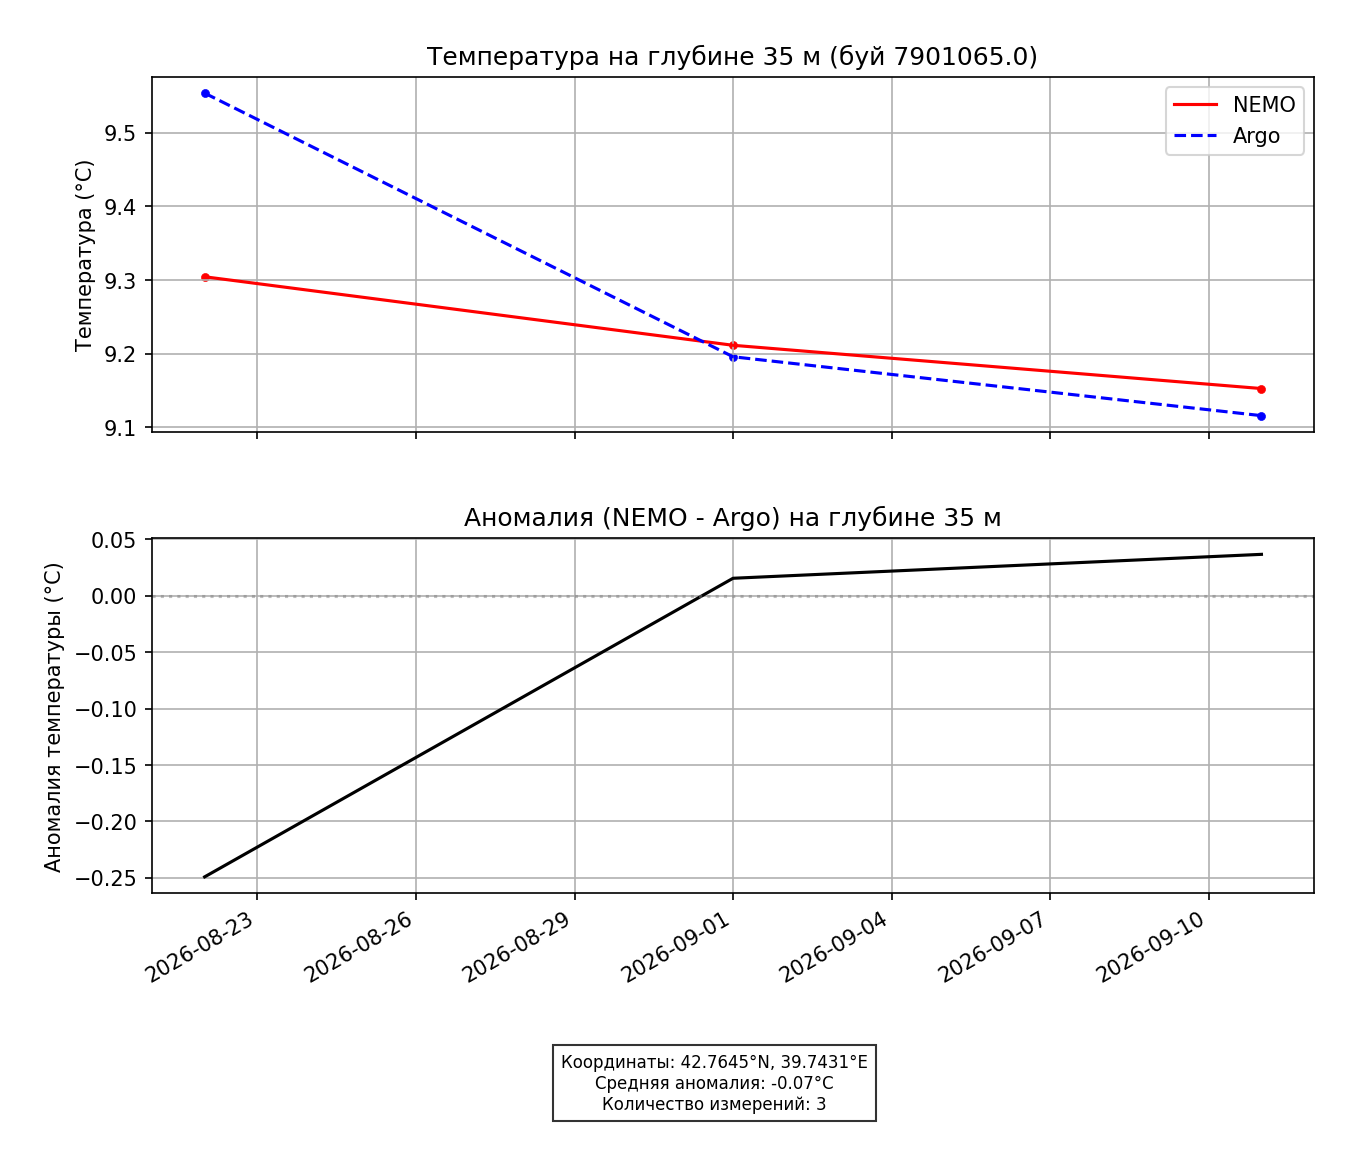 Температура на глубине 35 м (буй 7901065.0)
NEMO
Argo
Температура (°C)
9.5
9.4
9.3
9.2
9.1
Аномалия (NEMO - Argo) на глубине 35 м
Аномалия температуры (°C)
0.05
0.00
−0.05
−0.10
−0.15
−0.20
−0.25
2026-08-23
2026-08-26
2026-08-29
2026-09-01
2026-09-04
2026-09-07
2026-09-10
Координаты: 42.7645°N, 39.7431°E
Средняя аномалия: -0.07°C
Количество измерений: 3